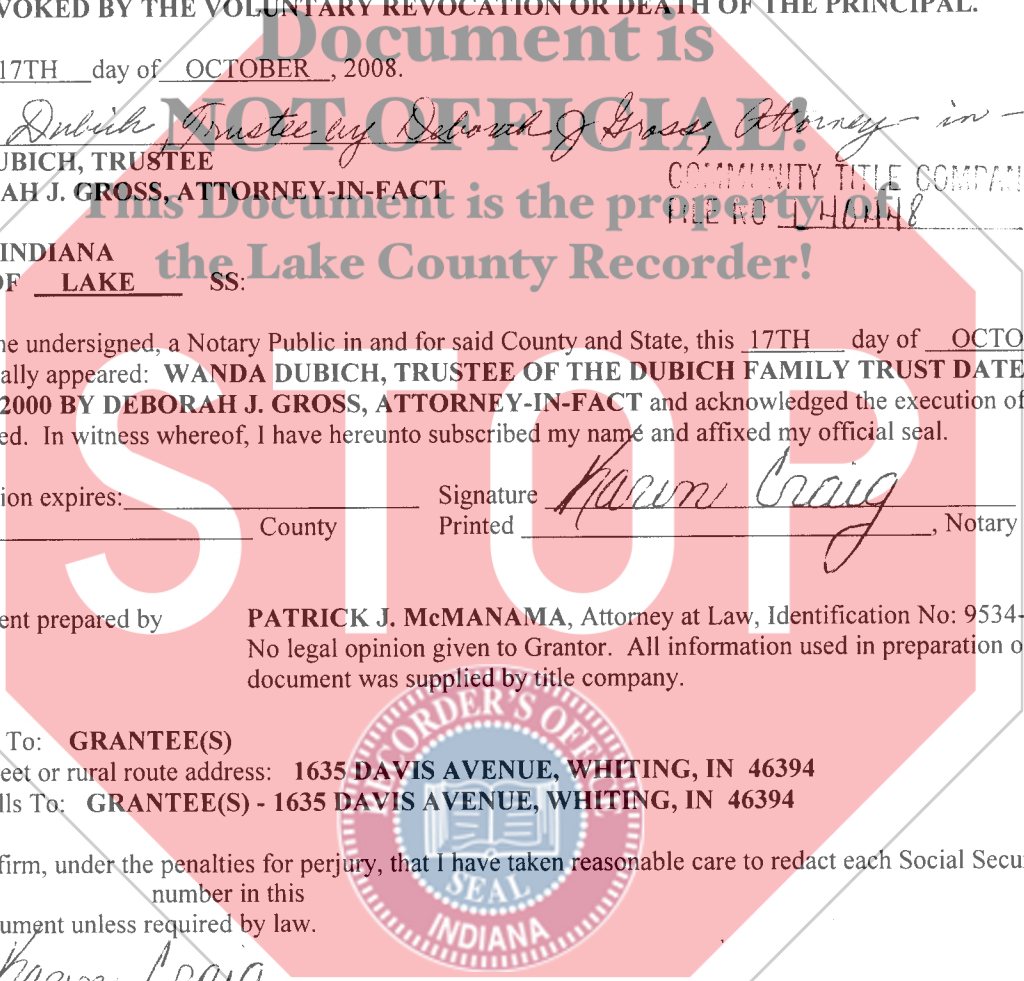 VOKED BY THE VOLUNTARY REVOCATION OR DEATH OF THE PRINCIPAL.
Document is
17TH day of OCTOBER, 2008.
NOT OFFICIAL!
Dubich, Trustee by Deborah J Gross, Attorney-in-
UBICH, TRUSTEE
AH J. GROSS, ATTORNEY-IN-FACT
COMMUNITY TITLE COMPAN
This Document is the property of
FILE NO L40448
INDIANA
the Lake County Recorder!
OF LAKE SS:
ne undersigned, a Notary Public in and for said County and State, this 17TH day of OCTO
ally appeared: WANDA DUBICH, TRUSTEE OF THE DUBICH FAMILY TRUST DATE
2000 BY DEBORAH J. GROSS, ATTORNEY-IN-FACT and acknowledged the execution of
ed. In witness whereof, I have hereunto subscribed my name and affixed my official seal.
STOP
ion expires: Signature Karen Craig
County Printed , Notary
ent prepared by PATRICK J. McMANAMA, Attorney at Law, Identification No: 9534-
No legal opinion given to Grantor. All information used in preparation o
document was supplied by title company.
To: GRANTEE(S)
eet or rural route address: 1635 DAVIS AVENUE, WHITING, IN 46394
lls To: GRANTEE(S) - 1635 DAVIS AVENUE, WHITING, IN 46394
RECORDER'S OFFICE
SEAL
INDIANA
firm, under the penalties for perjury, that I have taken reasonable care to redact each Social Secu
number in this
ument unless required by law.
Karen Craig